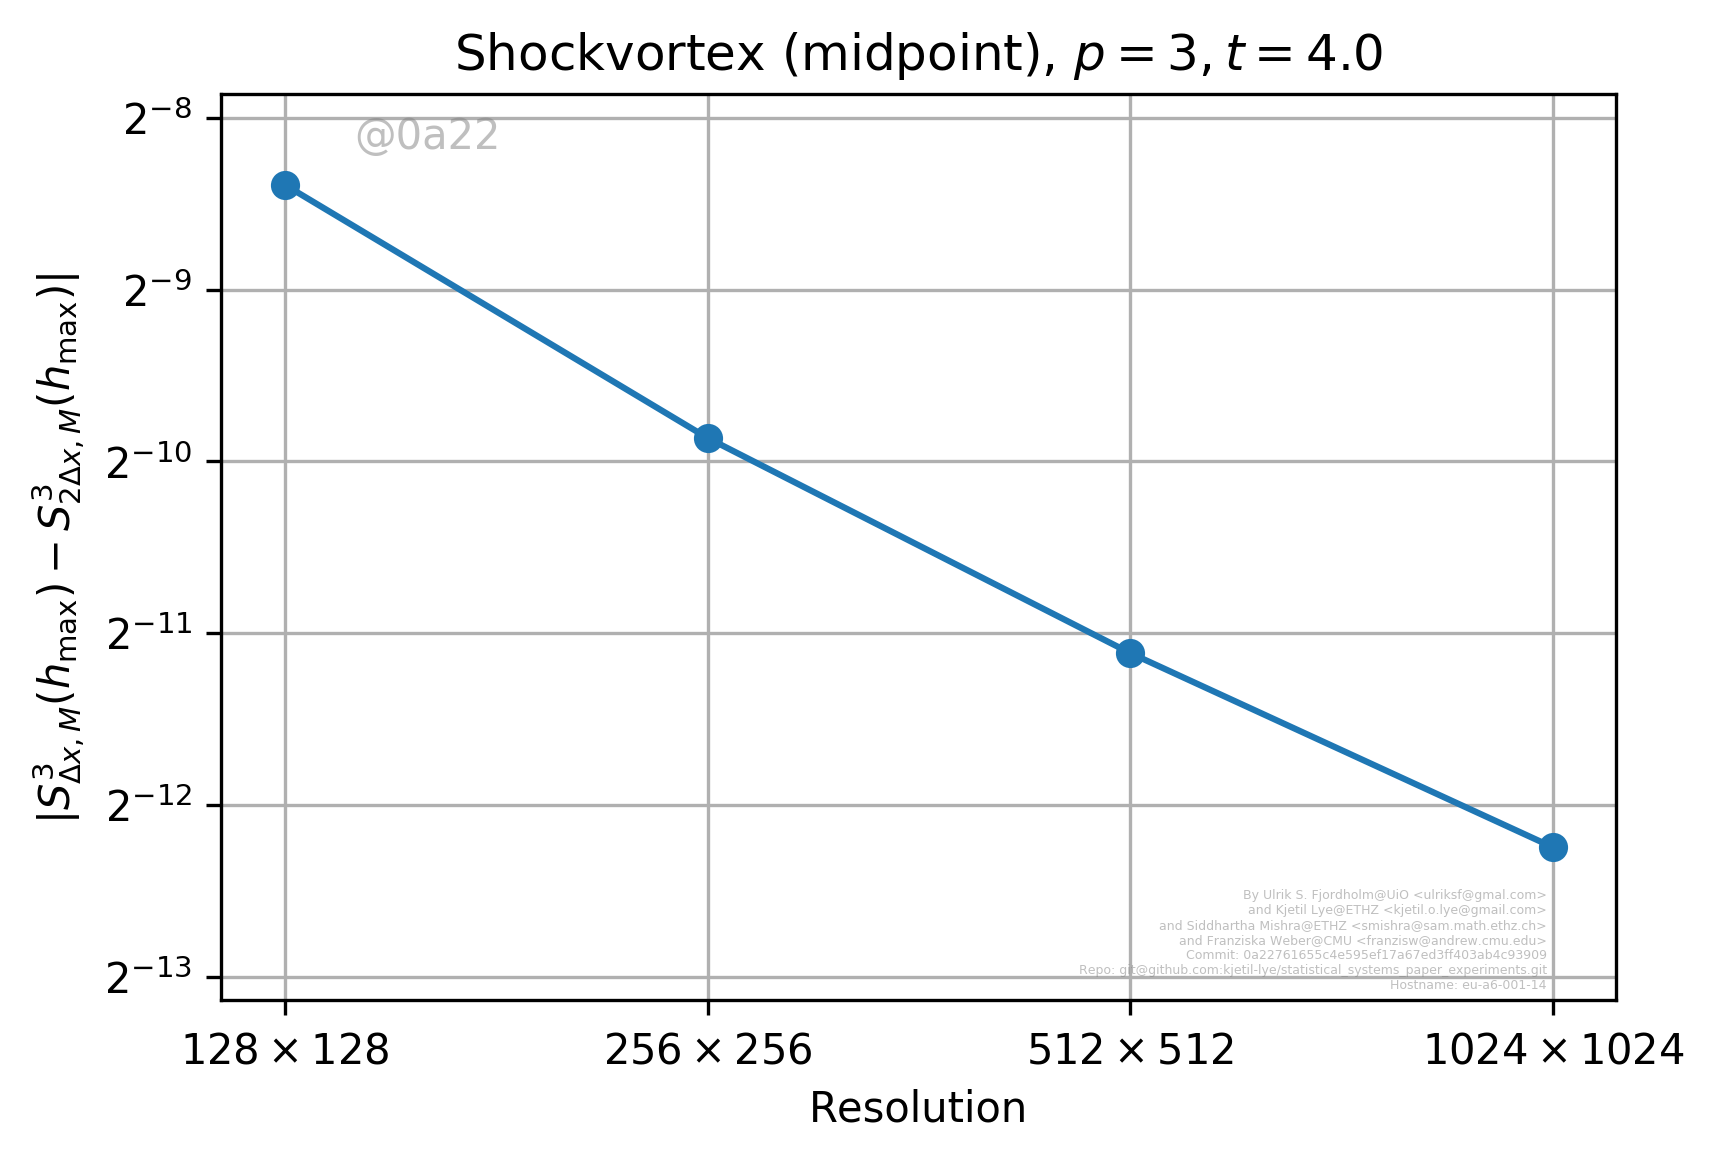 Shockvortex (midpoint), p = 3, t = 4.0
@0a22
2⁻⁸
2⁻⁹
2⁻¹⁰
2⁻¹¹
2⁻¹²
2⁻¹³
|S³_{Δx,M}(h_max) − S³_{2Δx,M}(h_max)|
By Ulrik S. Fjordholm@UiO <ulriksf@gmal.com>
and Kjetil Lye@ETHZ <kjetil.o.lye@gmail.com>
and Siddhartha Mishra@ETHZ <smishra@sam.math.ethz.ch>
and Franziska Weber@CMU <franzisw@andrew.cmu.edu>
Commit: 0a22761655c4e595ef17a67ed3ff403ab4c93909
Repo: git@github.com:kjetil-lye/statistical_systems_paper_experiments.git
Hostname: eu-a6-001-14
128 × 128
256 × 256
512 × 512
1024 × 1024
Resolution